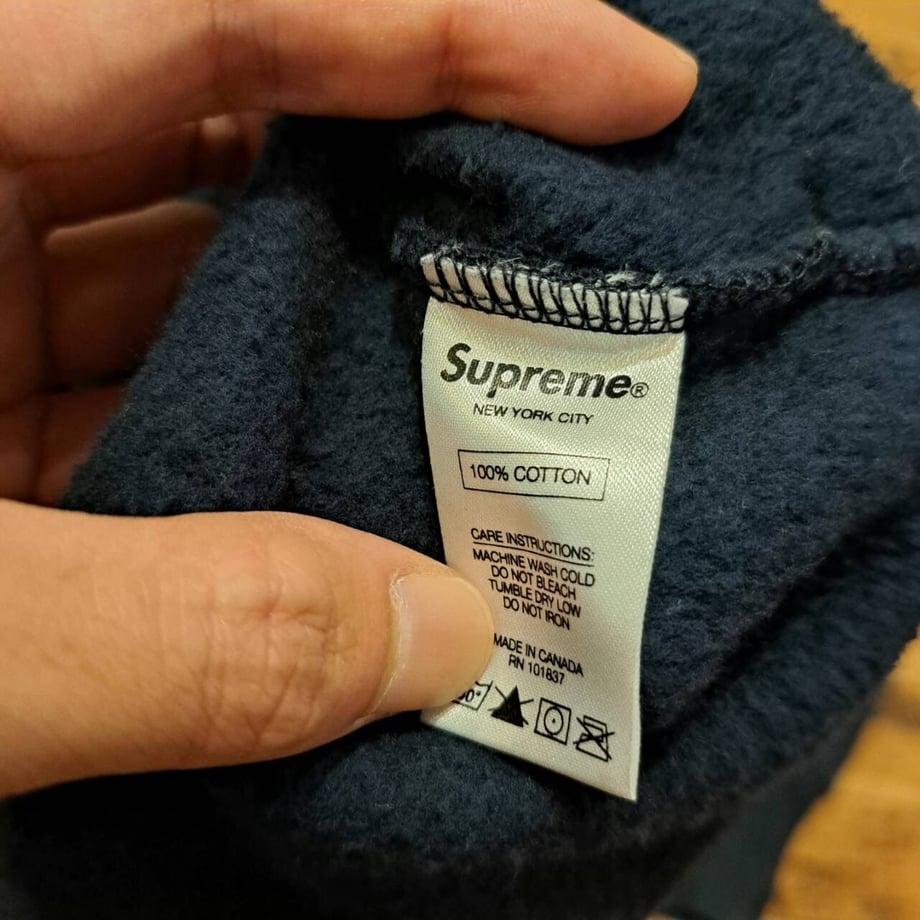 Supreme®
NEW YORK CITY
100% COTTON
CARE INSTRUCTIONS:
MACHINE WASH COLD
DO NOT BLEACH
TUMBLE DRY LOW
DO NOT IRON
MADE IN CANADA
RN 101837